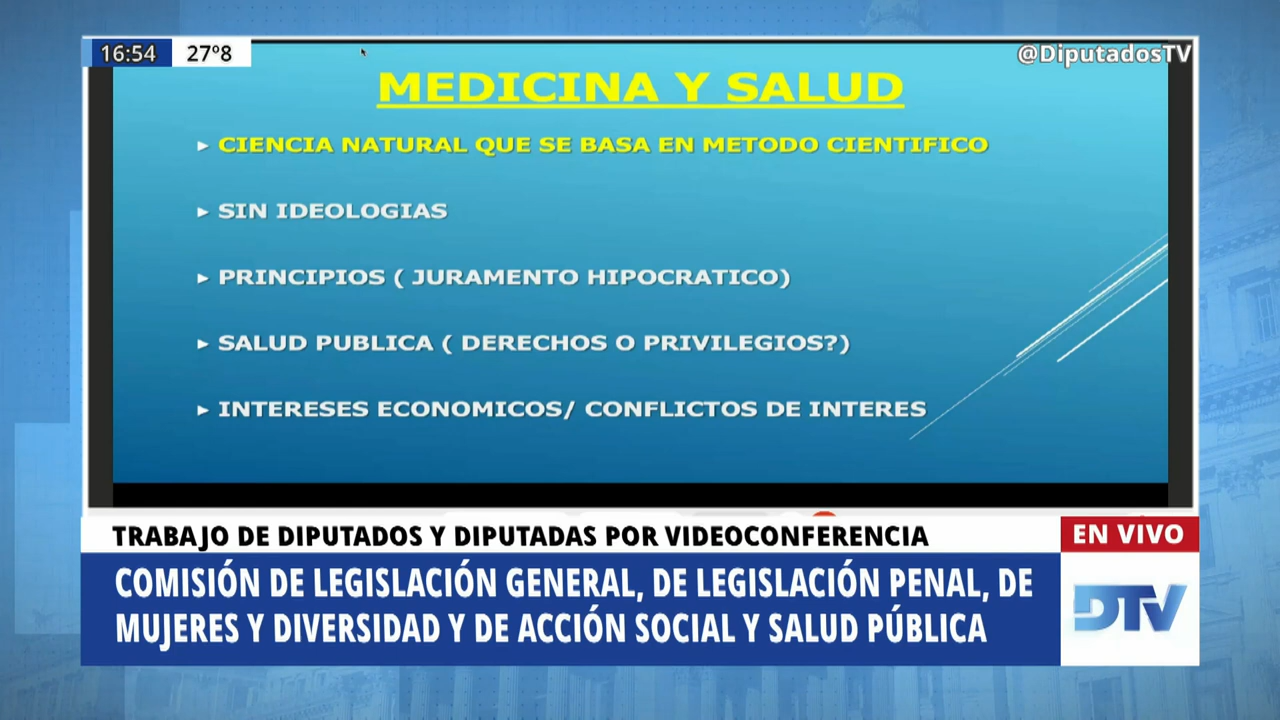 16:54 27º8 @DiputadosTV
MEDICINA Y SALUD
► CIENCIA NATURAL QUE SE BASA EN METODO CIENTIFICO
► SIN IDEOLOGIAS
► PRINCIPIOS ( JURAMENTO HIPOCRATICO)
► SALUD PUBLICA ( DERECHOS O PRIVILEGIOS?)
► INTERESES ECONOMICOS/ CONFLICTOS DE INTERES
TRABAJO DE DIPUTADOS Y DIPUTADAS POR VIDEOCONFERENCIA
EN VIVO
COMISIÓN DE LEGISLACIÓN GENERAL, DE LEGISLACIÓN PENAL, DE
MUJERES Y DIVERSIDAD Y DE ACCIÓN SOCIAL Y SALUD PÚBLICA
DTV